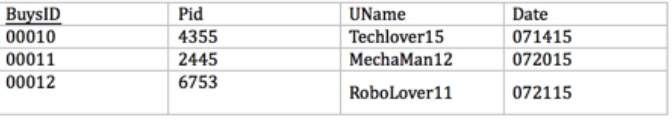 BuysID Pid UName Date
00010 4355 Techlover15 071415
00011 2445 MechaMan12 072015
00012 6753 RoboLover11 072115